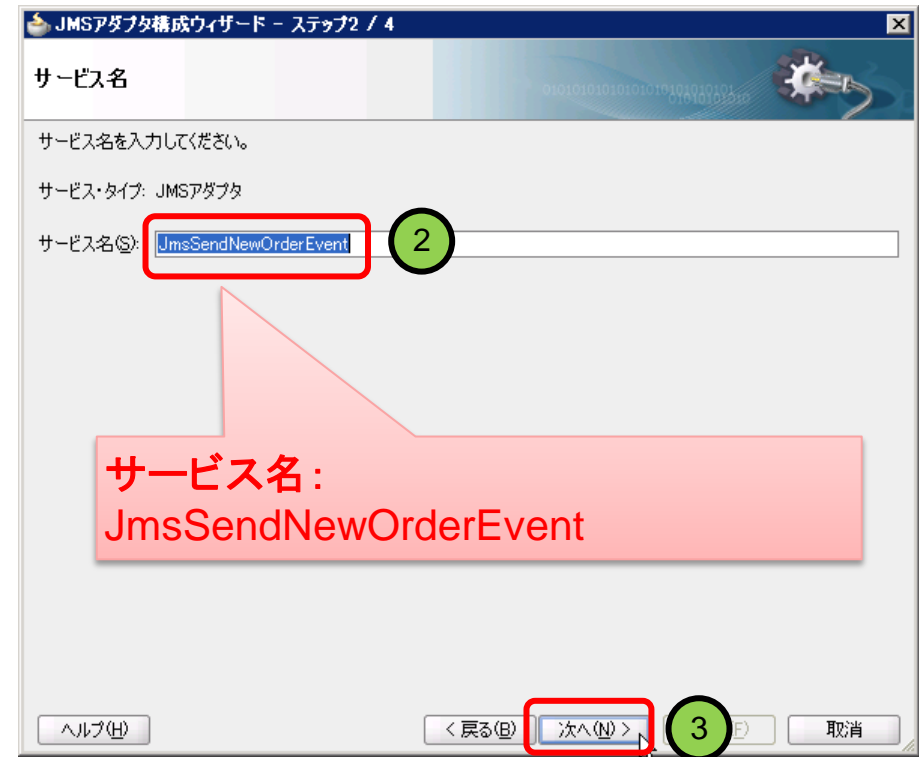 JMSアダプタ構成ウィザード - ステップ2 / 4
サービス名
サービス名を入力してください。
サービス・タイプ: JMSアダプタ
サービス名(S): JmsSendNewOrderEvent
2
サービス名:
JmsSendNewOrderEvent
ヘルプ(H)
< 戻る(B)
次へ(N) >
3
取消